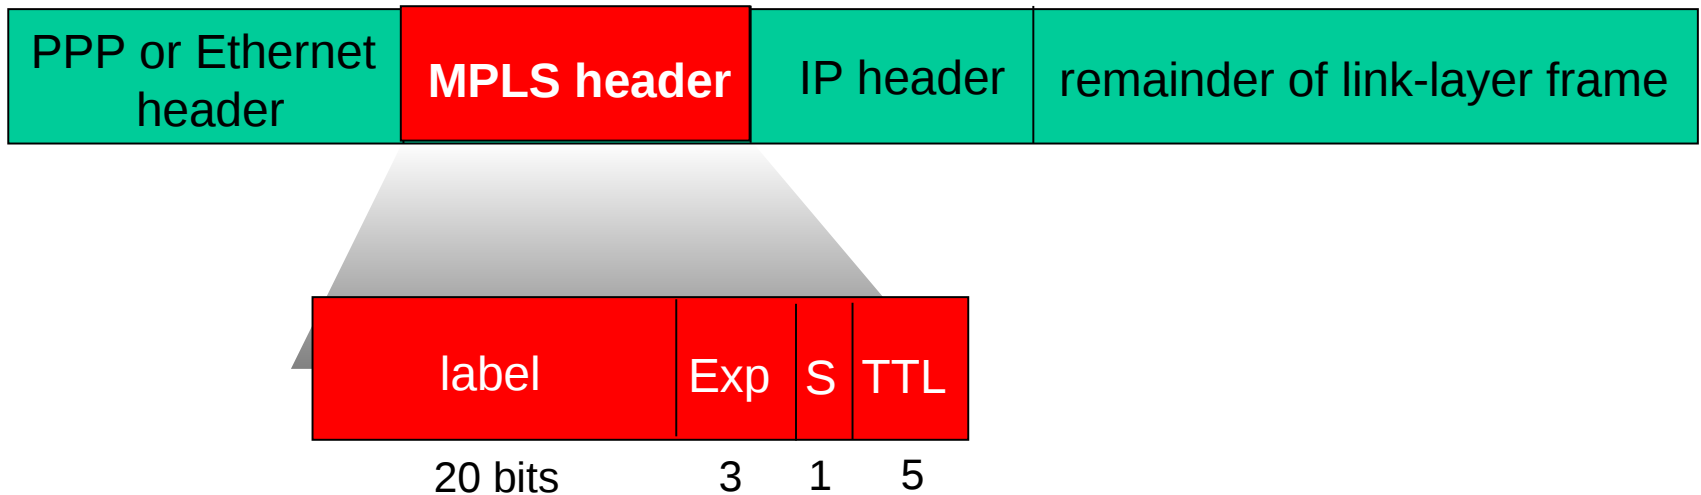 PPP or Ethernet
header
MPLS header
IP header
remainder of link-layer frame
label
Exp
S
TTL
20 bits
3
1
5